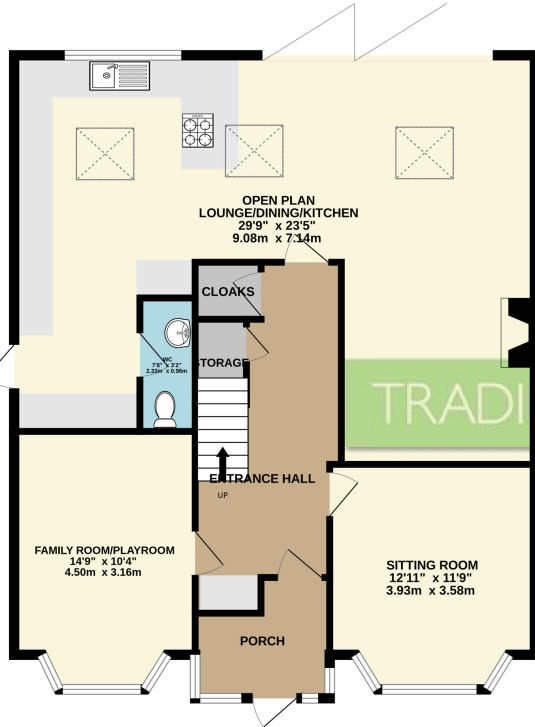 OPEN PLAN
LOUNGE/DINING/KITCHEN
29'9" x 23'5"
9.08m x 7.14m
CLOAKS
STORAGE
WC
7'8" x 3'2"
2.33m x 0.96m
TRADI
ENTRANCE HALL
UP
FAMILY ROOM/PLAYROOM
14'9" x 10'4"
4.50m x 3.16m
SITTING ROOM
12'11" x 11'9"
3.93m x 3.58m
PORCH